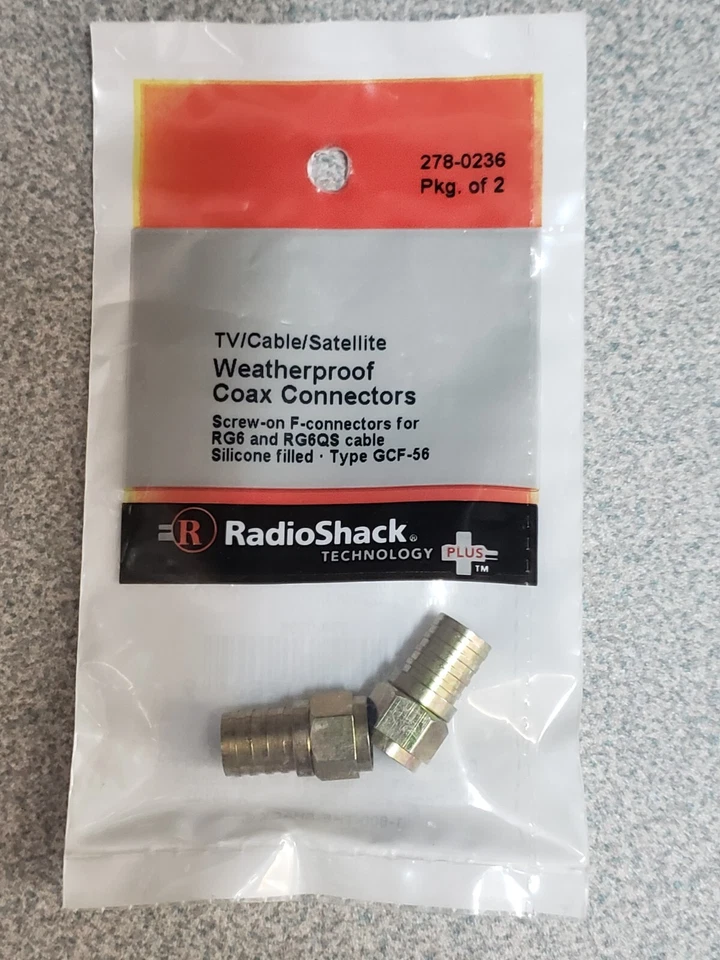 278-0236
Pkg. of 2
TV/Cable/Satellite
Weatherproof
Coax Connectors
Screw-on F-connectors for
RG6 and RG6QS cable
Silicone filled · Type GCF-56
R RadioShack®
TECHNOLOGY PLUS™